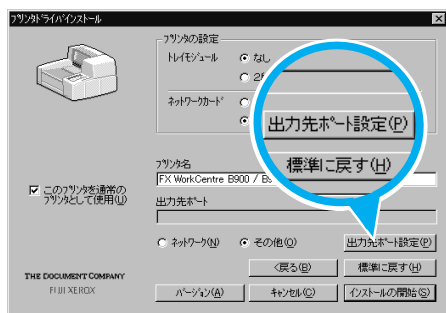 プリンタドライバインストール
プリンタの設定
トレイモジュール
なし
ネットワークカード
出力先ポート設定(P)
標準に戻す(H)
プリンタ名
FX WorkCentre B900 /
このプリンタを通常の
プリンタとして使用(U)
出力先ポート
ネットワーク(N)
その他(O)
出力先ポート設定(P)
<戻る(B)
標準に戻す(H)
THE DOCUMENT COMPANY
FUJI XEROX
バージョン(A)
キャンセル(C)
インストールの開始(S)